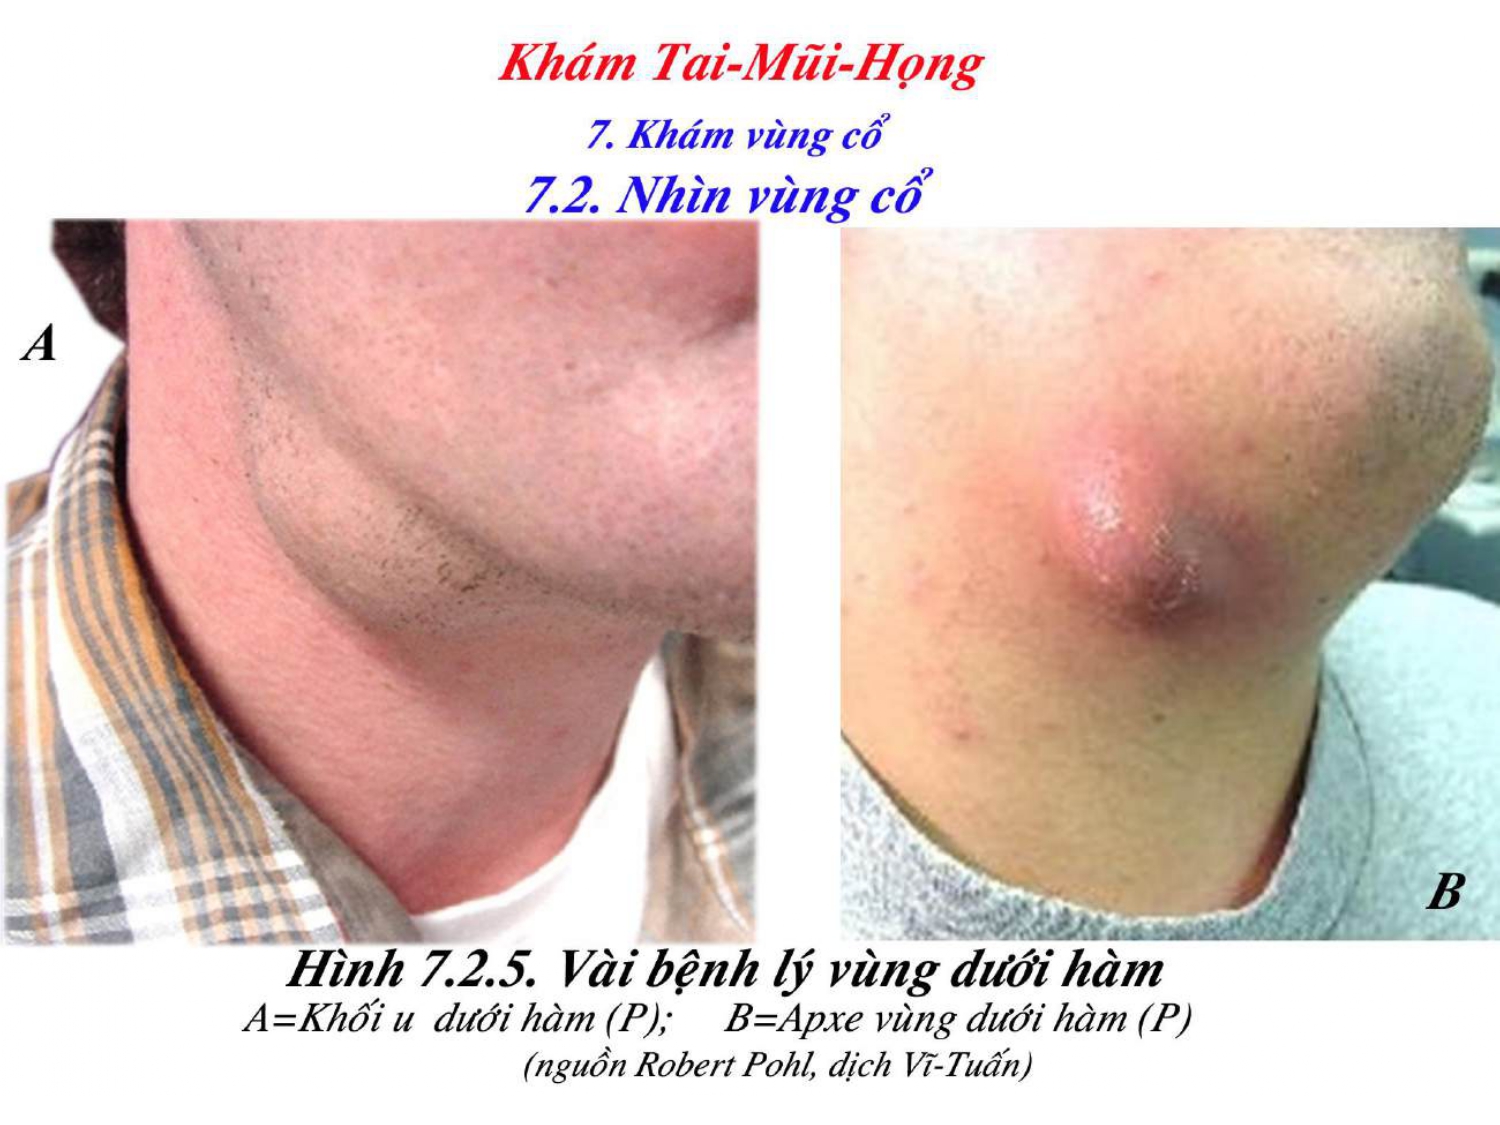 Khám Tai-Mũi-Họng
7. Khám vùng cổ
7.2. Nhìn vùng cổ
A
B
Hình 7.2.5. Vài bệnh lý vùng dưới hàm
A=Khối u dưới hàm (P); B=Apxe vùng dưới hàm (P)
(nguồn Robert Pohl, dịch Vĩ-Tuấn)